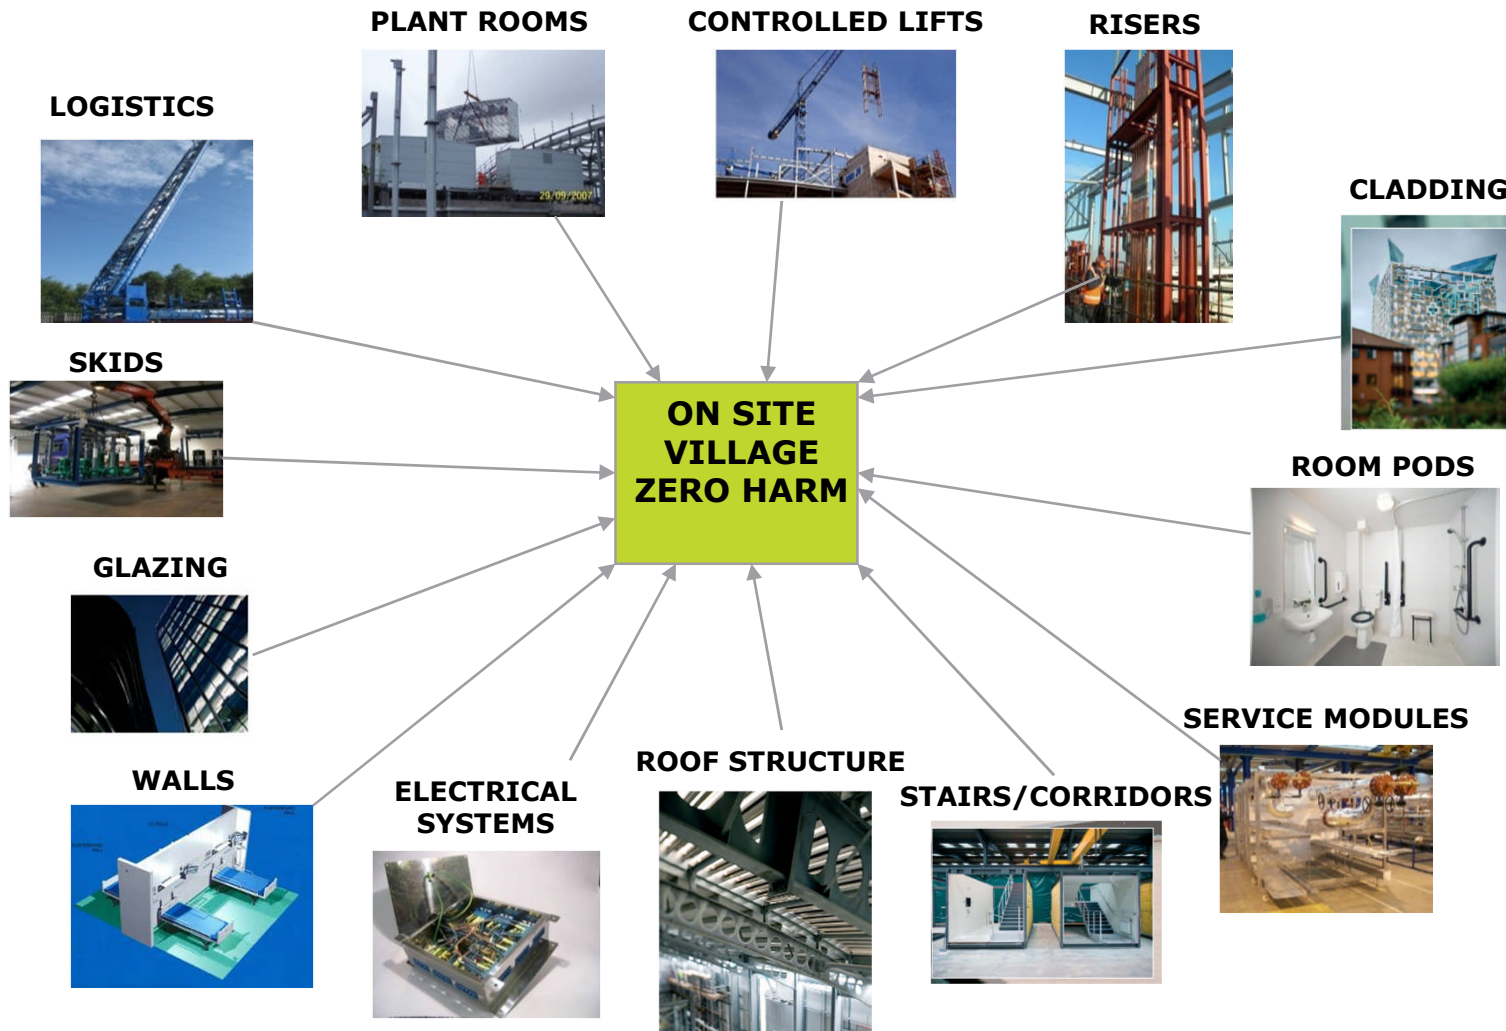 PLANT ROOMS
CONTROLLED LIFTS
RISERS
LOGISTICS
29/09/2007
CLADDING
SKIDS
ON SITE
VILLAGE
ZERO HARM
ROOM PODS
GLAZING
SERVICE MODULES
WALLS
ROOF STRUCTURE
ELECTRICAL
SYSTEMS
STAIRS/CORRIDORS